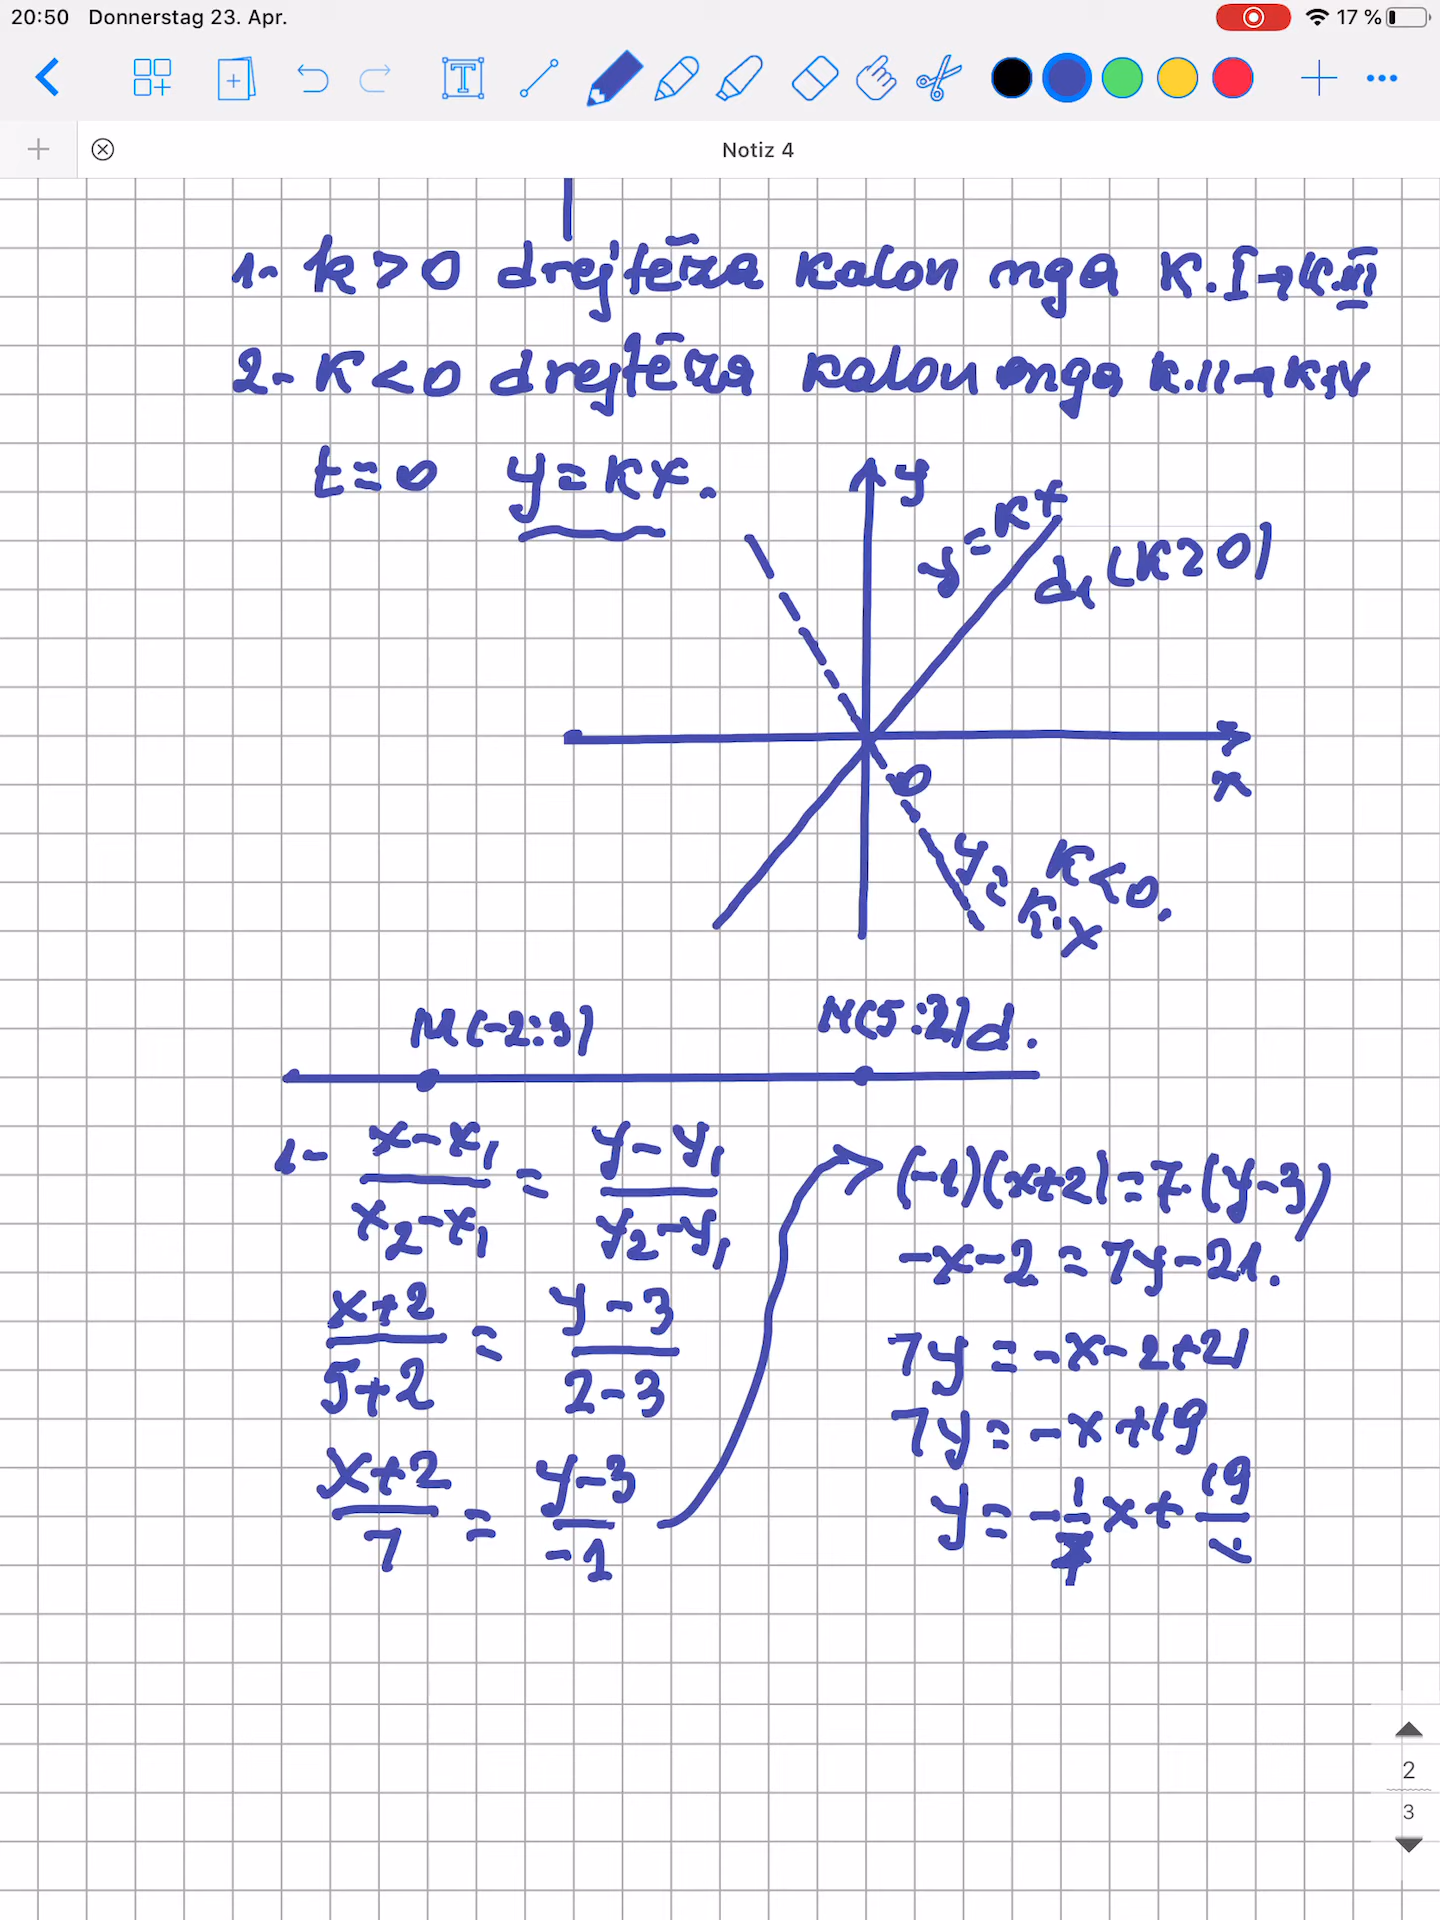 20:50 Donnerstag 23. Apr.
17 %
T
Notiz 4
1- k>0 drejtëza kalon nga K.I→K.III
2- K<0 drejtëza kalon nga K.II→K.IV
t=0 y=kx.
y
y=kx
d1 (K>0)
x
0
y=k·x
K<0.
M(-2;3)
N(5;2) d.
1- (x-x₁)/(x₂-x₁) = (y-y₁)/(y₂-y₁)
(x+2)/(5+2) = (y-3)/(2-3)
(x+2)/7 = (y-3)/-1
(-1)(x+2)=7·(y-3)
-x-2=7y-21.
7y=-x-2+21
7y=-x+19
y=-1/7x+19/
2
3